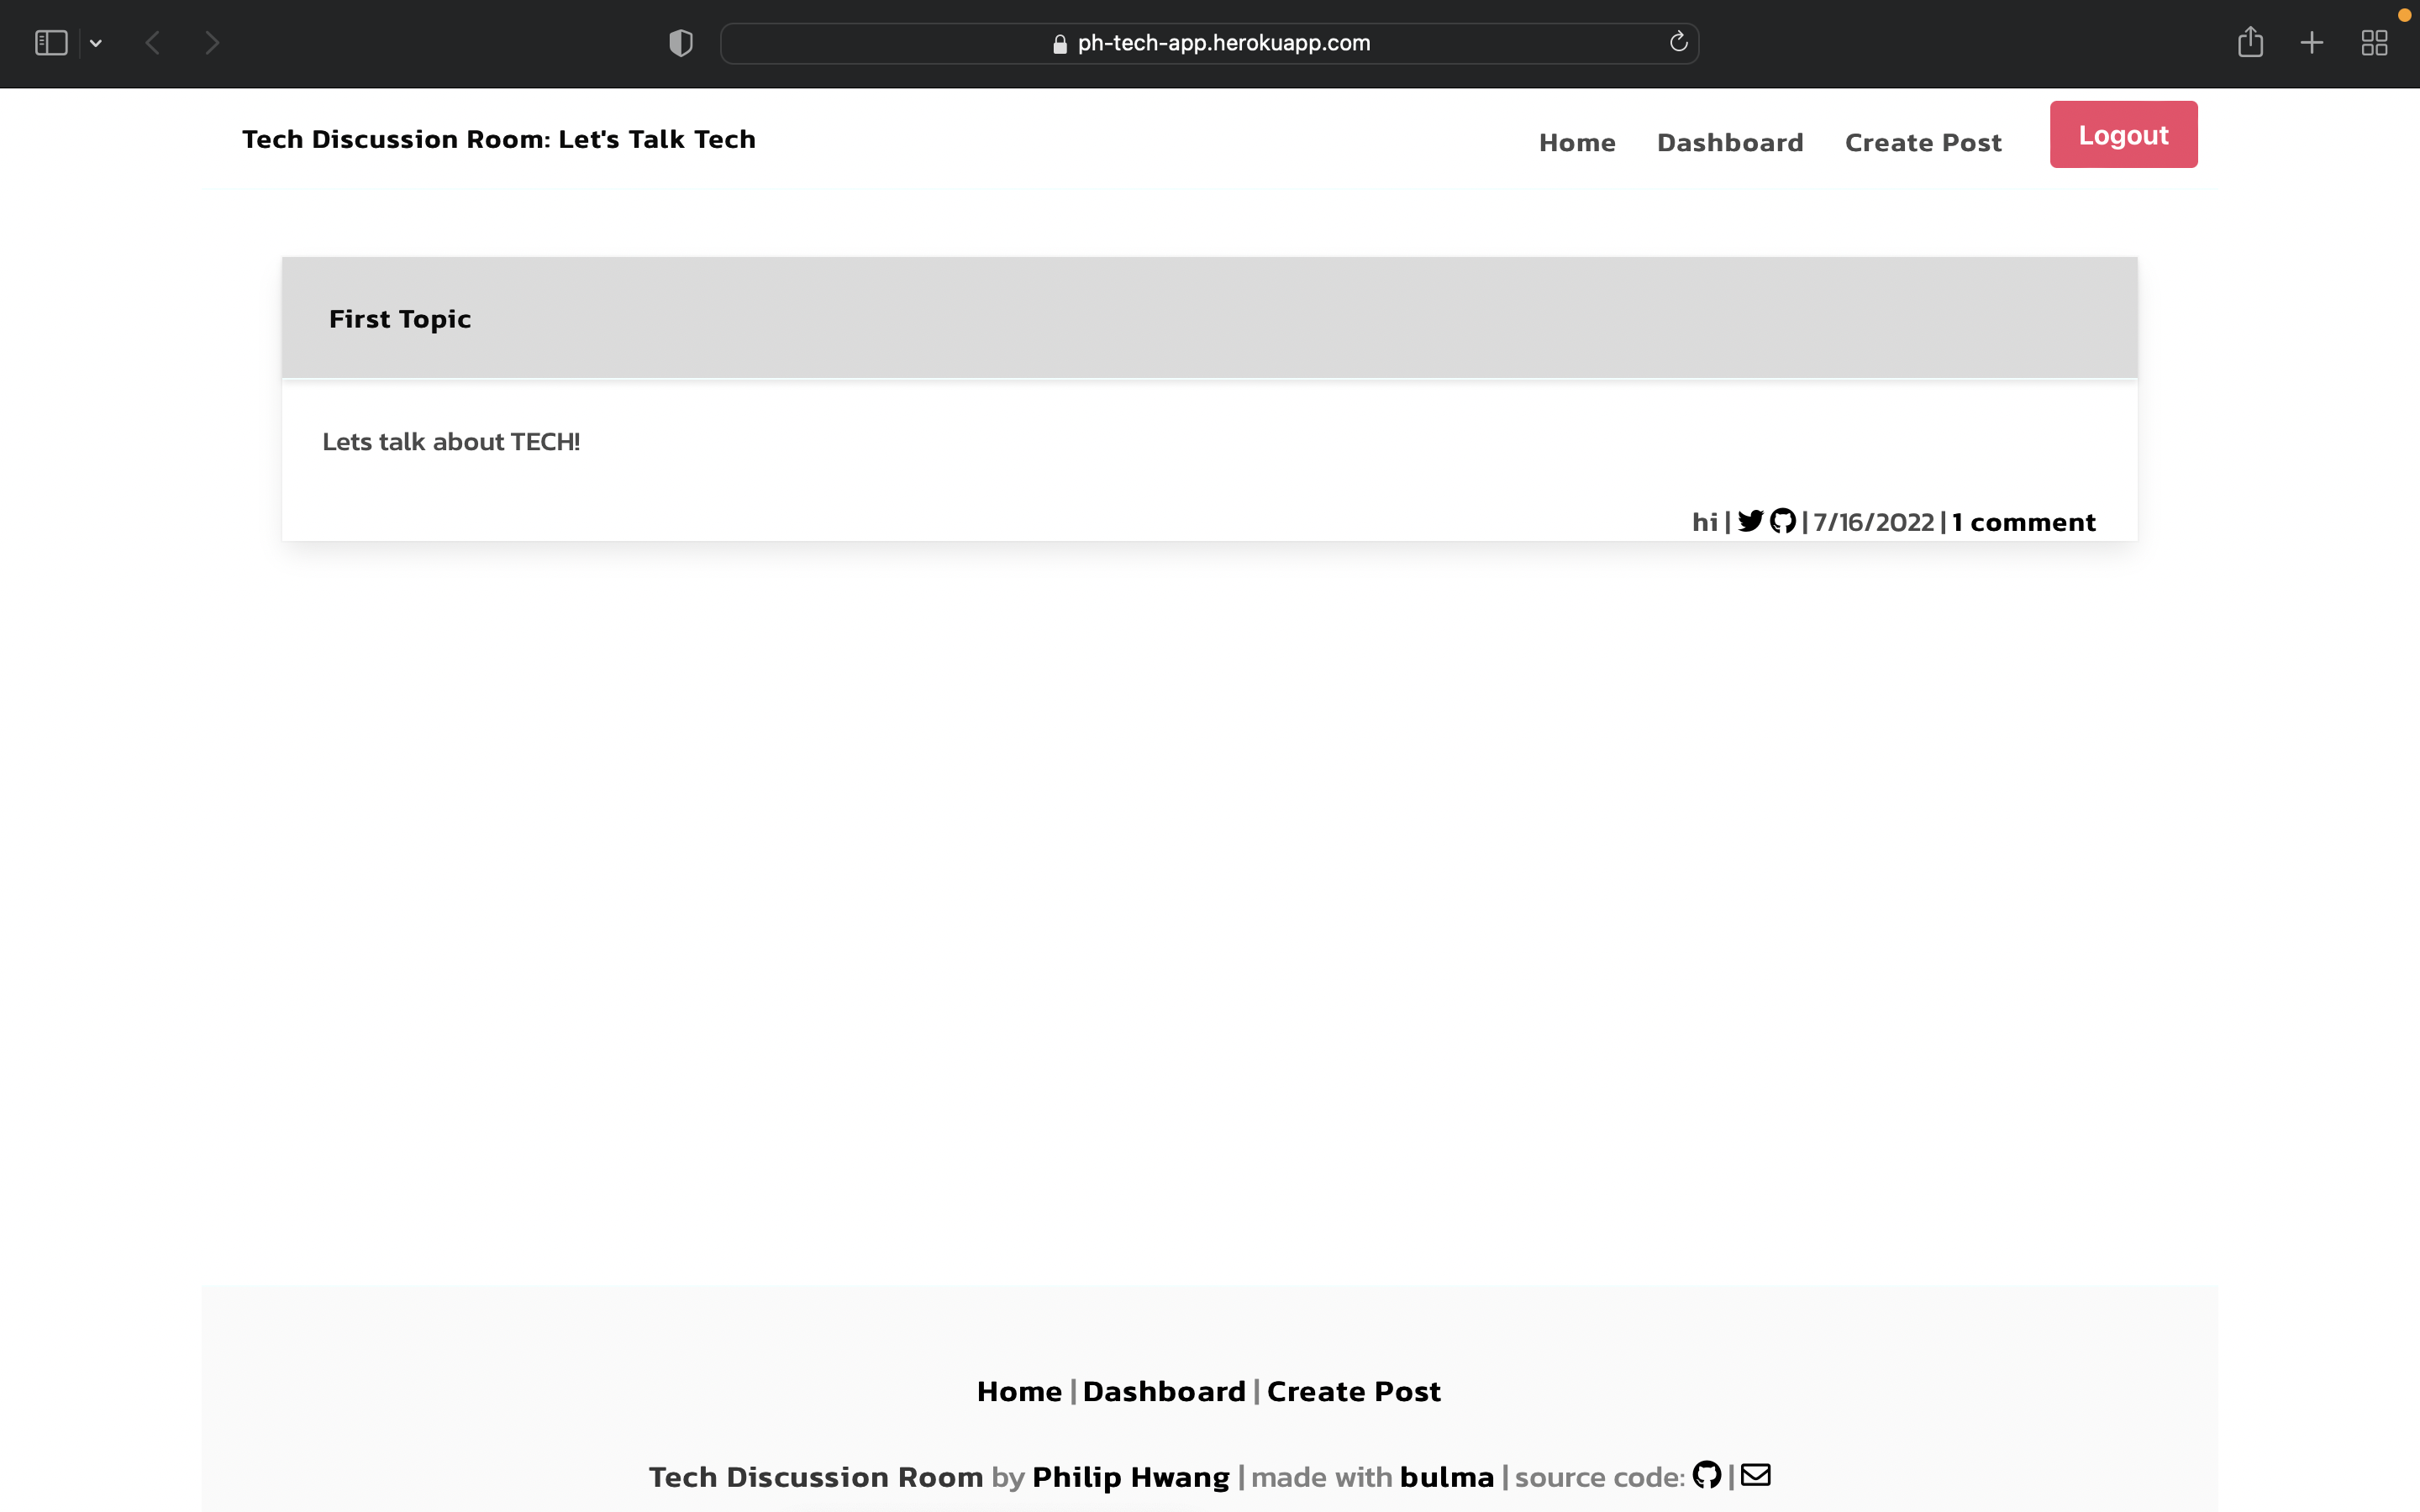 ph-tech-app.herokuapp.com
Tech Discussion Room: Let's Talk Tech
Home Dashboard Create Post Logout
First Topic
Lets talk about TECH!
hi | | 7/16/2022 | 1 comment
Home | Dashboard | Create Post
Tech Discussion Room by Philip Hwang | made with bulma | source code: |